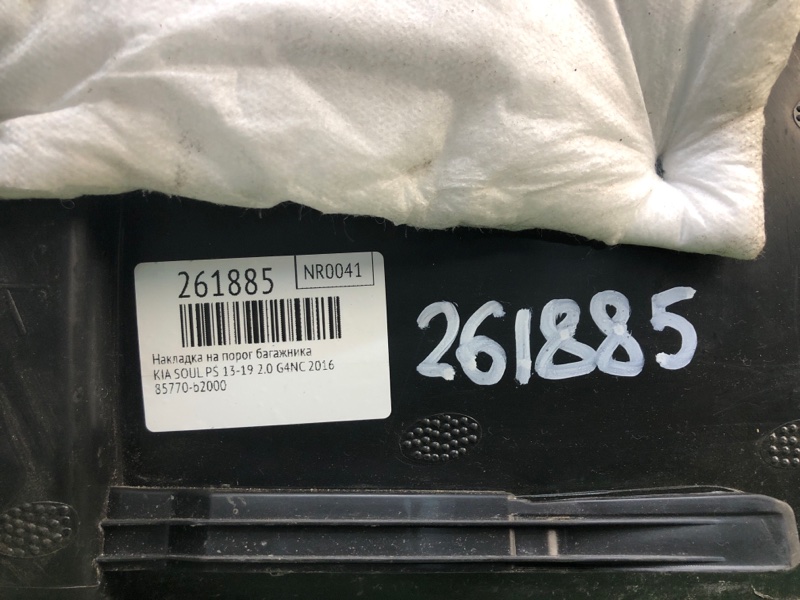 261885
NR0041
Накладка на порог багажника
KIA SOUL PS 13-19 2.0 G4NC 2016
85770-b2000
261885